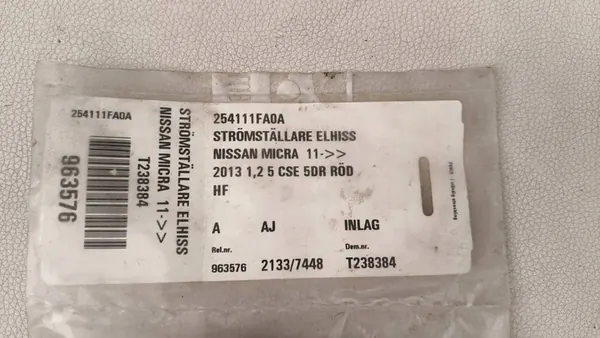 254111FA0A
963576
T238384
NISSAN MICRA 11->>
STRÖMSTÄLLARE ELHISS
254111FA0A
STRÖMSTÄLLARE ELHISS
NISSAN MICRA 11->>
2013 1,2 5 CSE 5DR RÖD
HF
A AJ INLAG
Ref.nr. Dem.nr.
963576 2133/7448 T238384